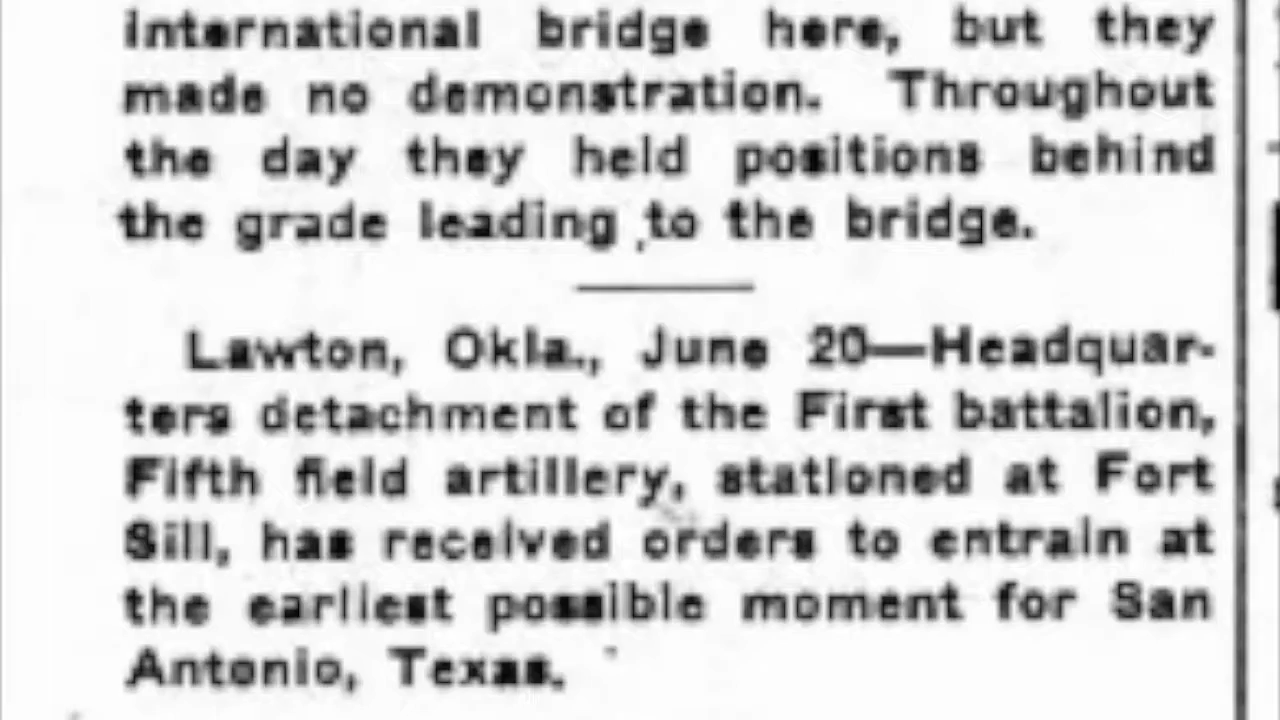 international bridge here, but they
made no demonstration. Throughout
the day they held positions behind
the grade leading to the bridge.
Lawton, Okla., June 20—Headquar-
ters detachment of the First battalion,
Fifth field artillery, stationed at Fort
Sill, has received orders to entrain at
the earliest possible moment for San
Antonio, Texas.